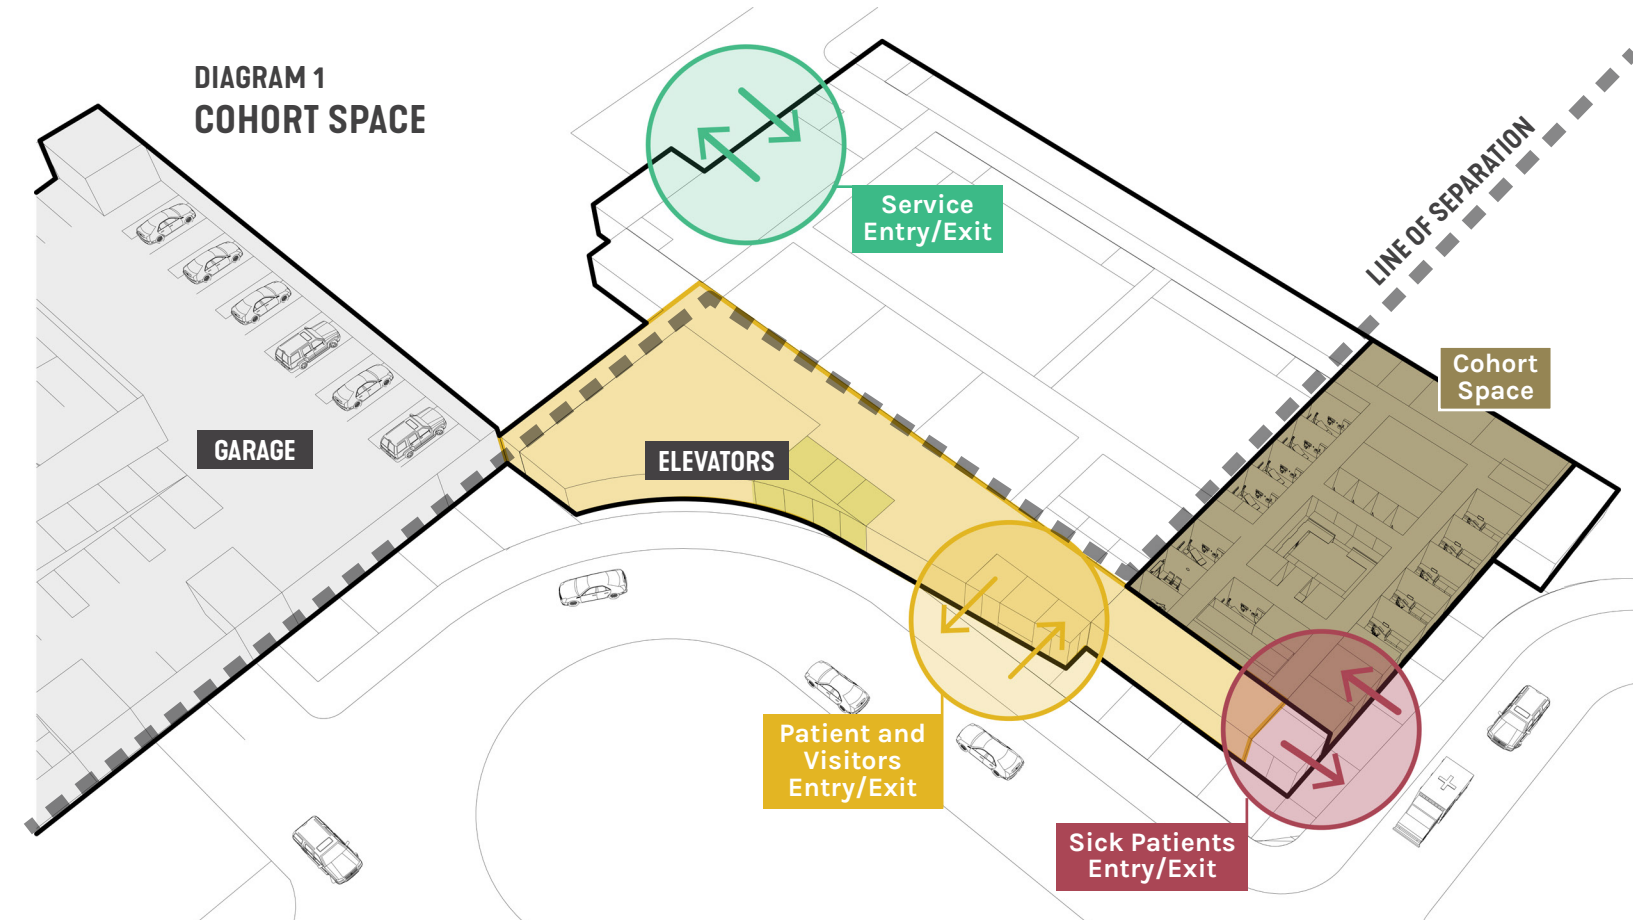 DIAGRAM 1
COHORT SPACE
LINE OF SEPARATION
Service
Entry/Exit
Cohort
Space
GARAGE
ELEVATORS
Patient and
Visitors
Entry/Exit
Sick Patients
Entry/Exit